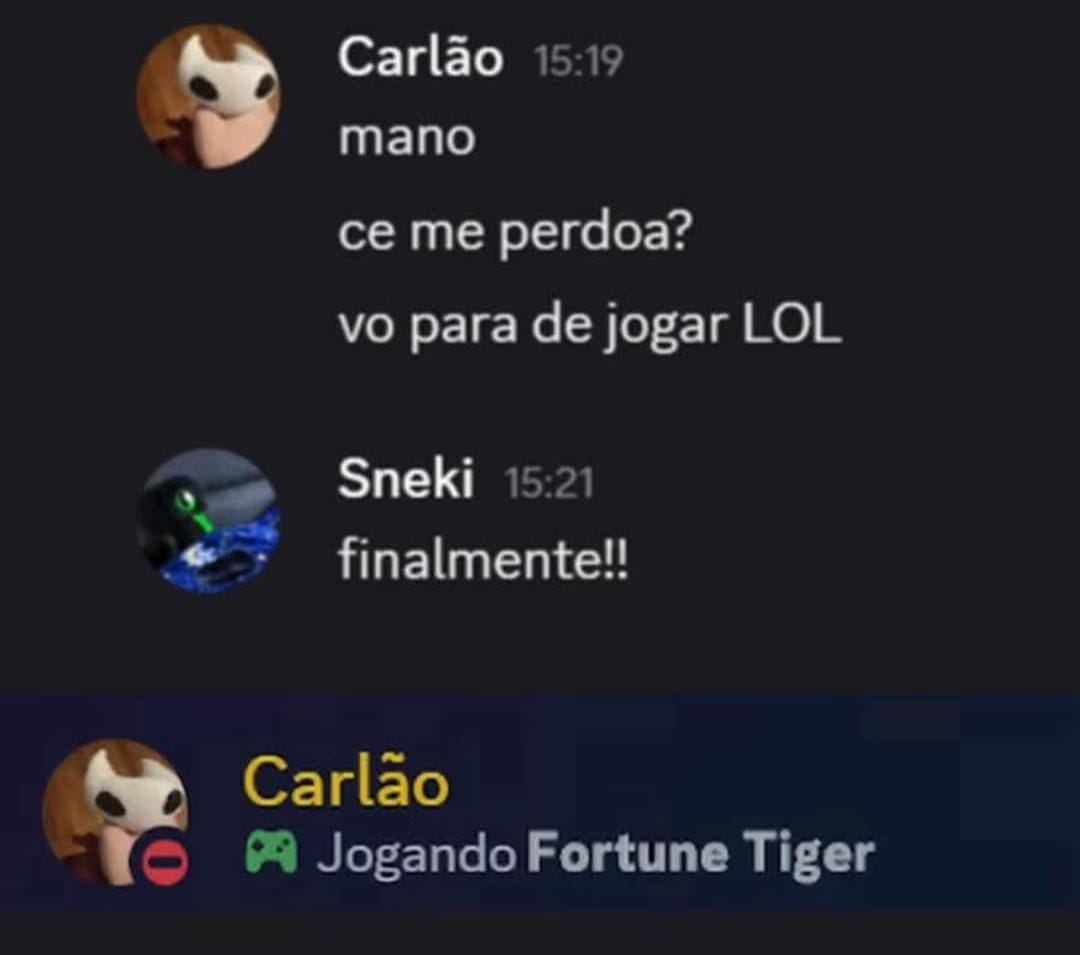 Carlão 15:19
mano
ce me perdoa?
vo para de jogar LOL
Sneki 15:21
finalmente!!
Carlão
Jogando Fortune Tiger